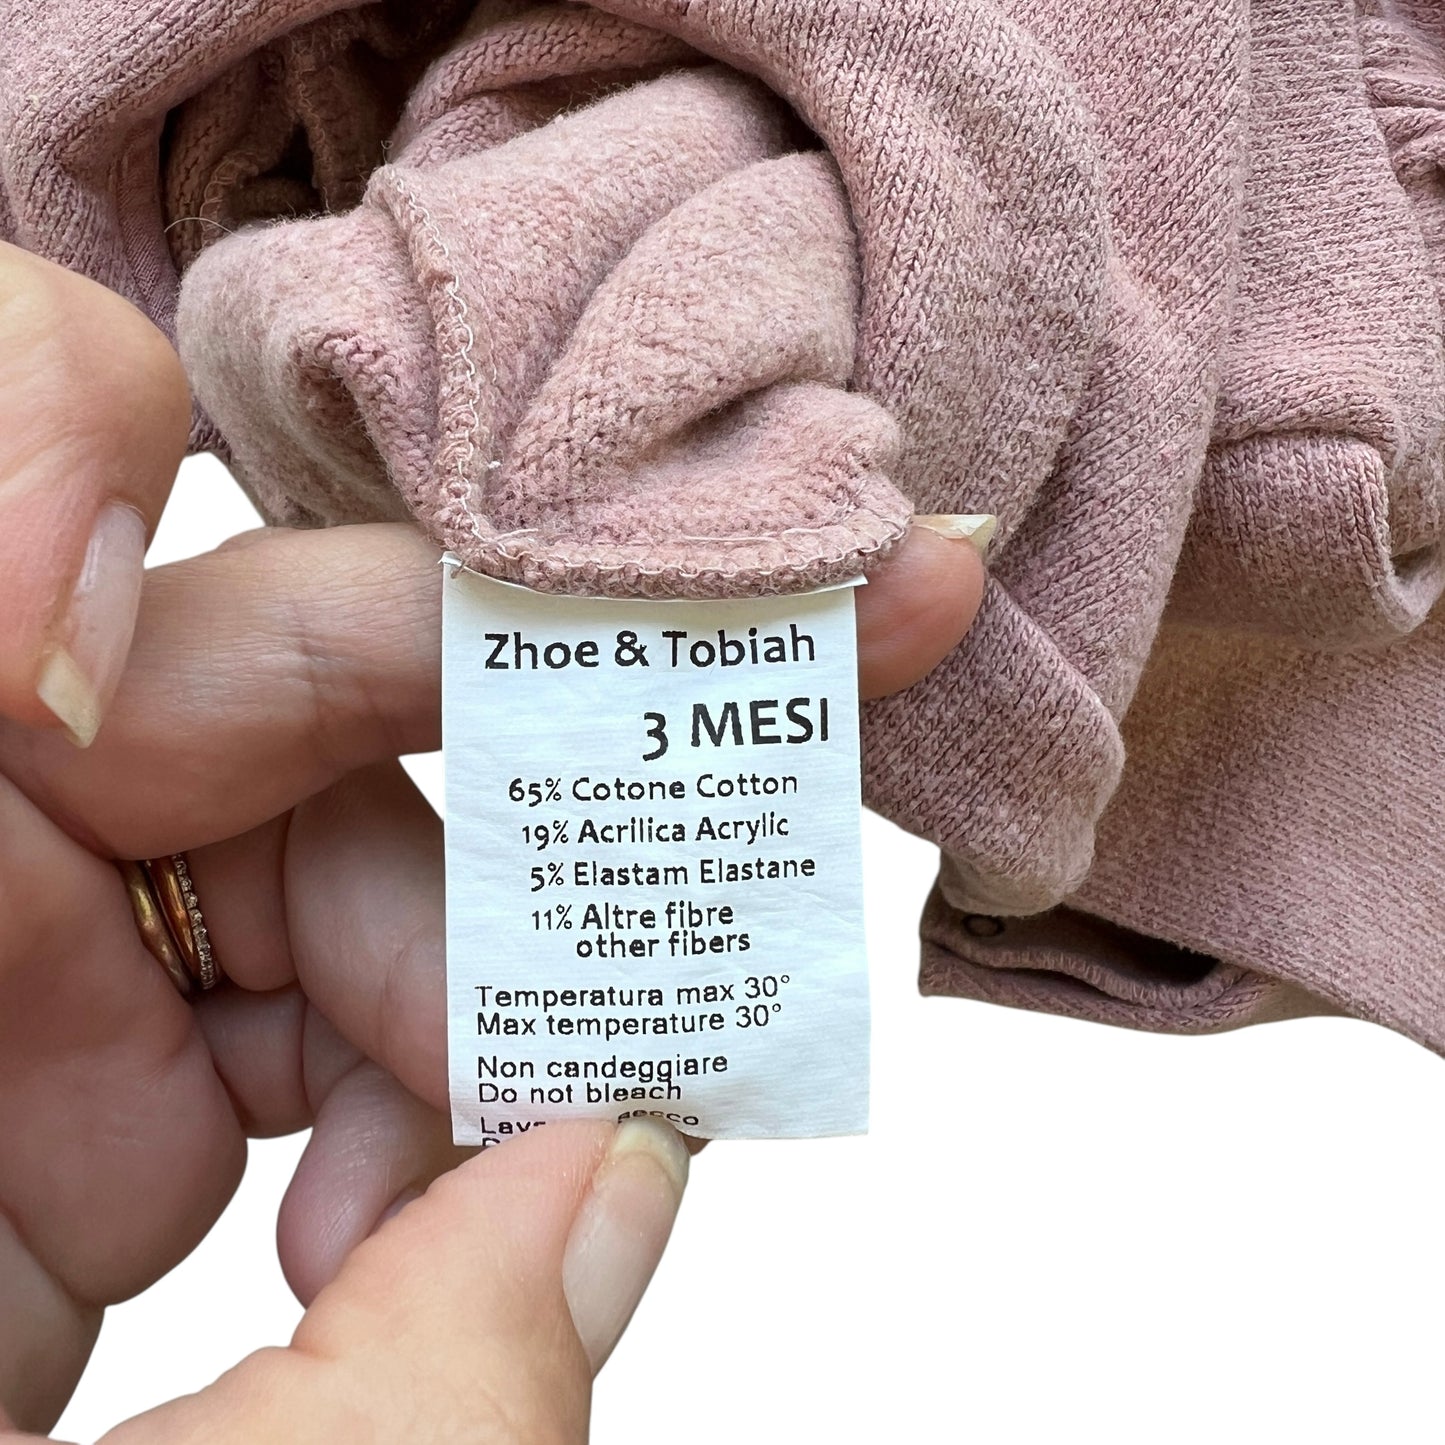 Zhoe & Tobiah
3 MESI
65% Cotone Cotton
19% Acrilica Acrylic
5% Elastam Elastane
11% Altre fibre
other fibers
Temperatura max 30°
Max temperature 30°
Non candeggiare
Do not bleach
secco